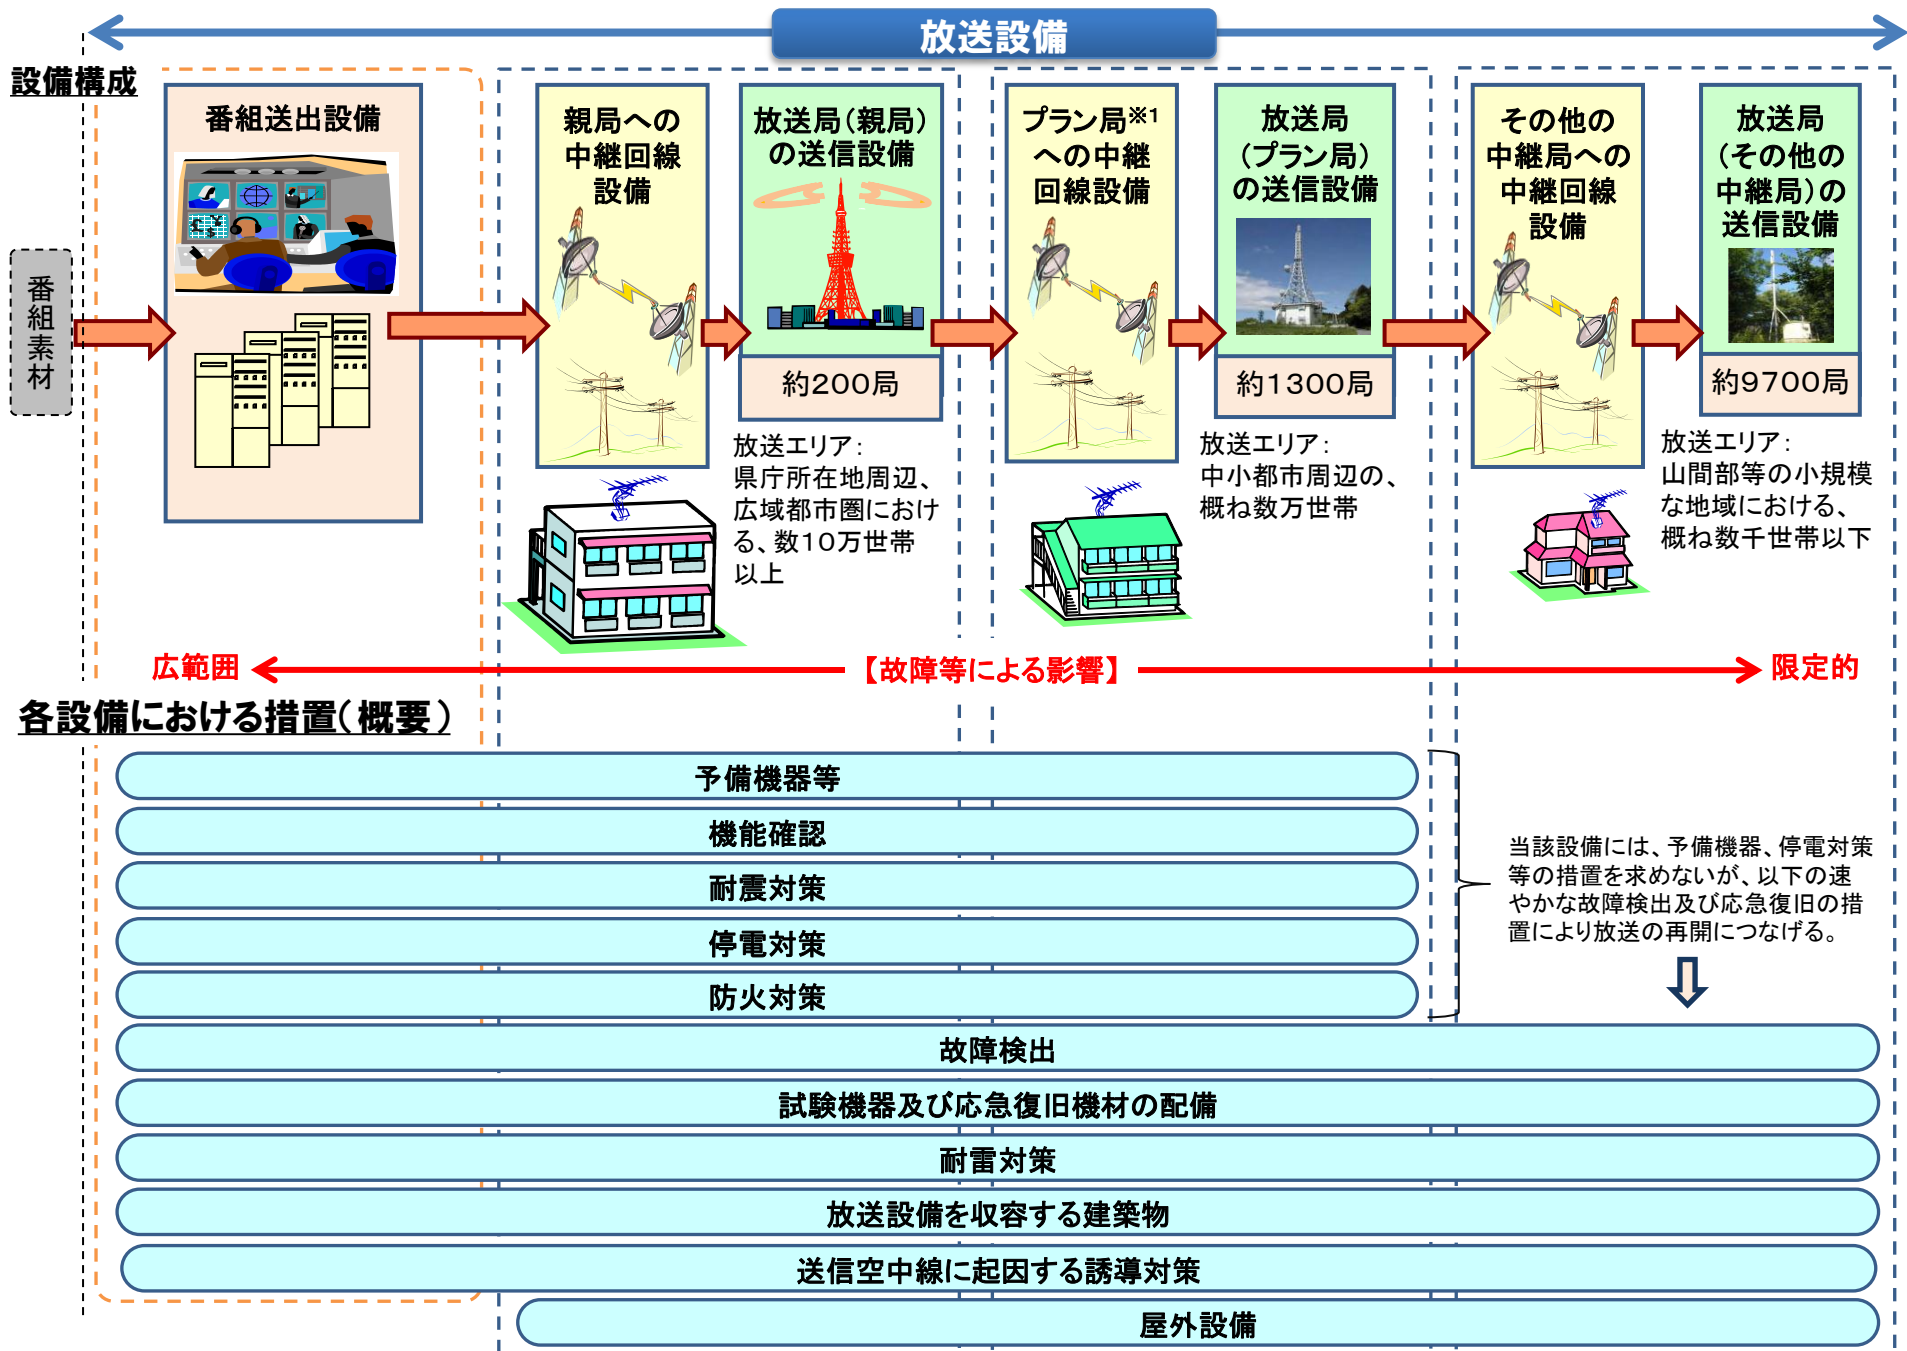 放送設備
設備構成
番組素材
番組送出設備
親局への
中継回線
設備
放送局(親局)
の送信設備
約200局
放送エリア:
県庁所在地周辺、
広域都市圏におけ
る、数10万世帯
以上
プラン局※1
への中継
回線設備
放送局
(プラン局)
の送信設備
約1300局
放送エリア:
中小都市周辺の、
概ね数万世帯
その他の
中継局への
中継回線
設備
放送局
(その他の
中継局)の
送信設備
約9700局
放送エリア:
山間部等の小規模
な地域における、
概ね数千世帯以下
広範囲
【故障等による影響】
限定的
各設備における措置(概要)
予備機器等
機能確認
耐震対策
停電対策
防火対策
当該設備には、予備機器、停電対策
等の措置を求めないが、以下の速
やかな故障検出及び応急復旧の措
置により放送の再開につなげる。
故障検出
試験機器及び応急復旧機材の配備
耐雷対策
放送設備を収容する建築物
送信空中線に起因する誘導対策
屋外設備